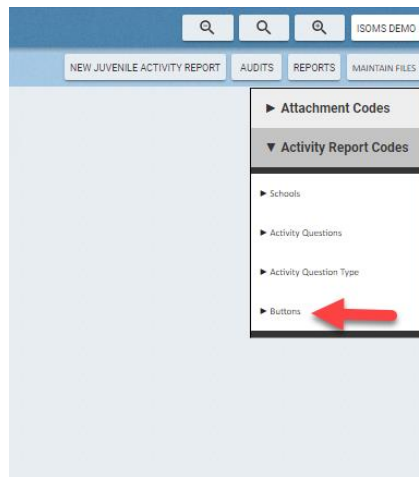 ISOMS DEMO
NEW JUVENILE ACTIVITY REPORT AUDITS REPORTS MAINTAIN FILES
► Attachment Codes
▼ Activity Report Codes
► Schools
► Activity Questions
► Activity Question Type
► Buttons